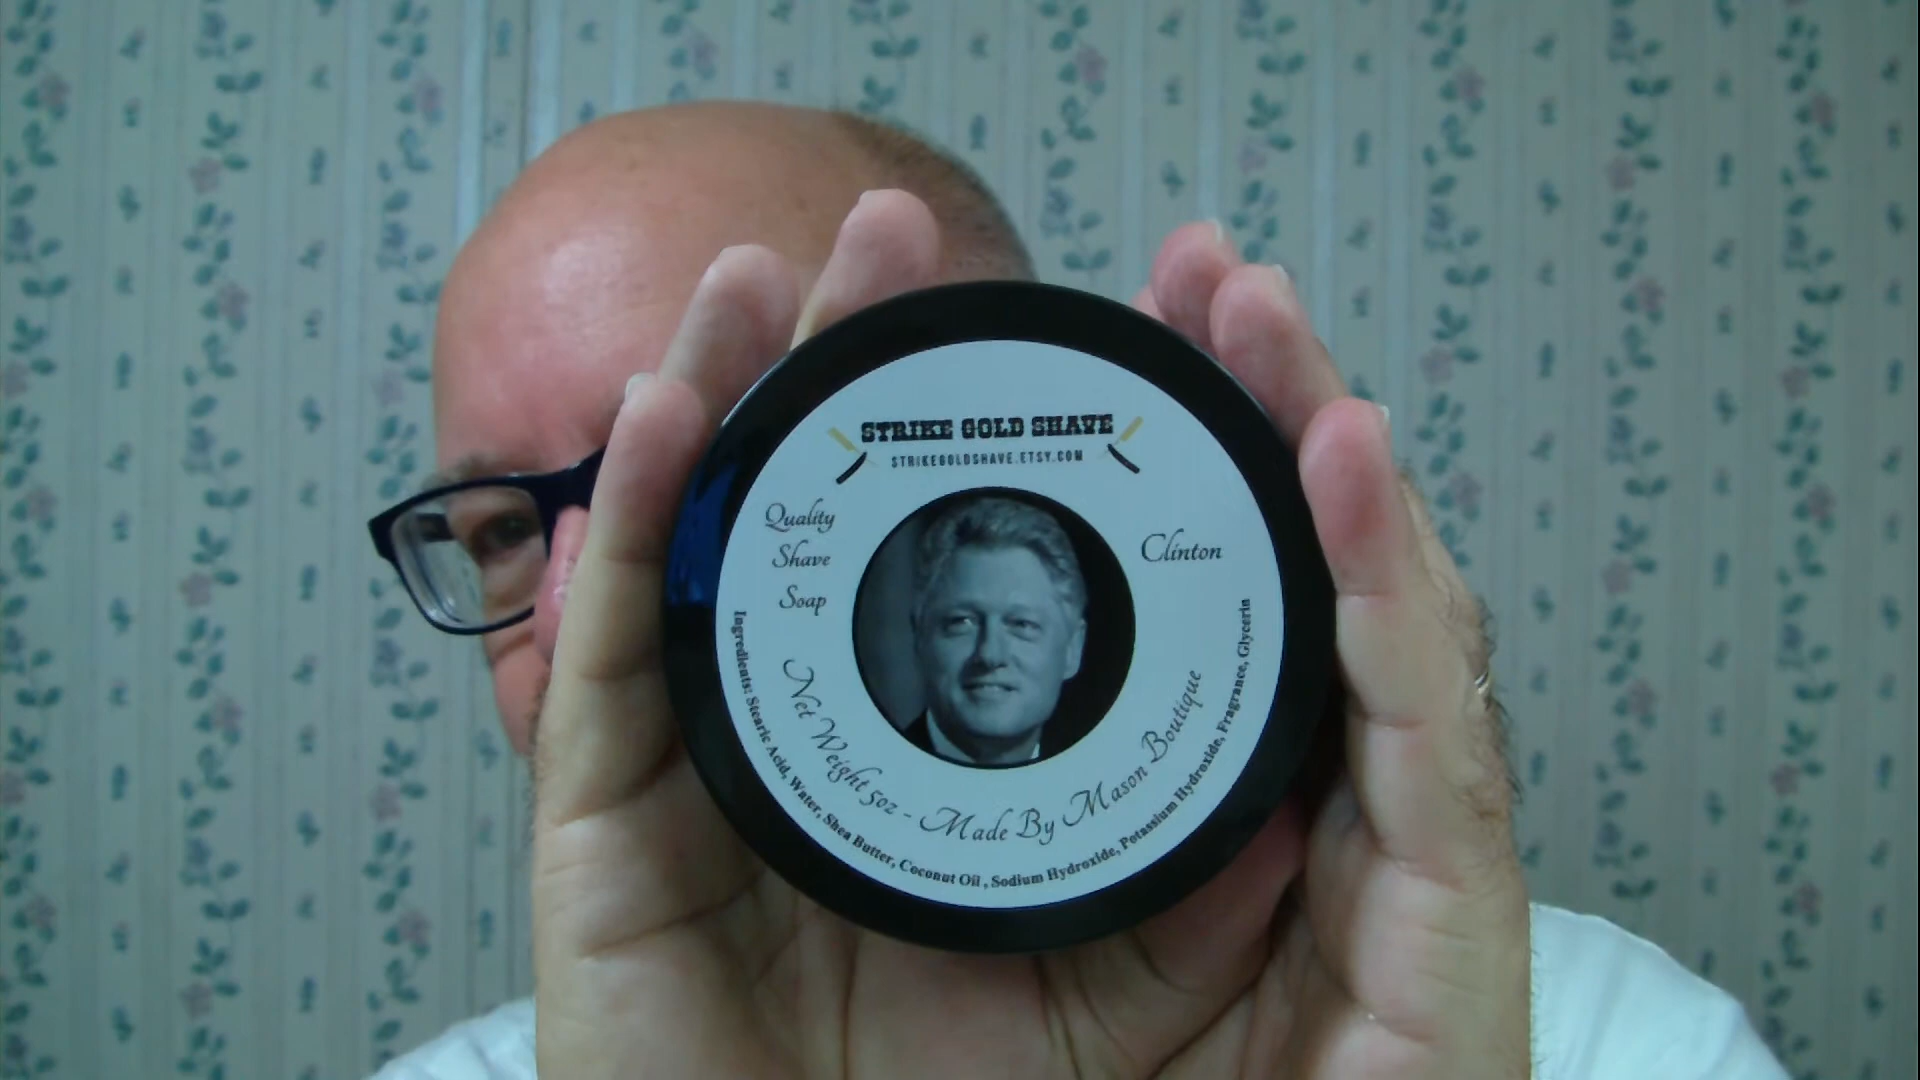 STRIKE GOLD SHAVE
STRIKEGOLDSHAVE.ETSY.COM
Quality
Shave
Soap
Clinton
Net Weight 5oz - Made By Mason Boutique
Ingredients: Stearic Acid, Water, Shea Butter, Coconut Oil , Sodium Hydroxide, Potassium Hydroxide, Fragrance, Glycerin